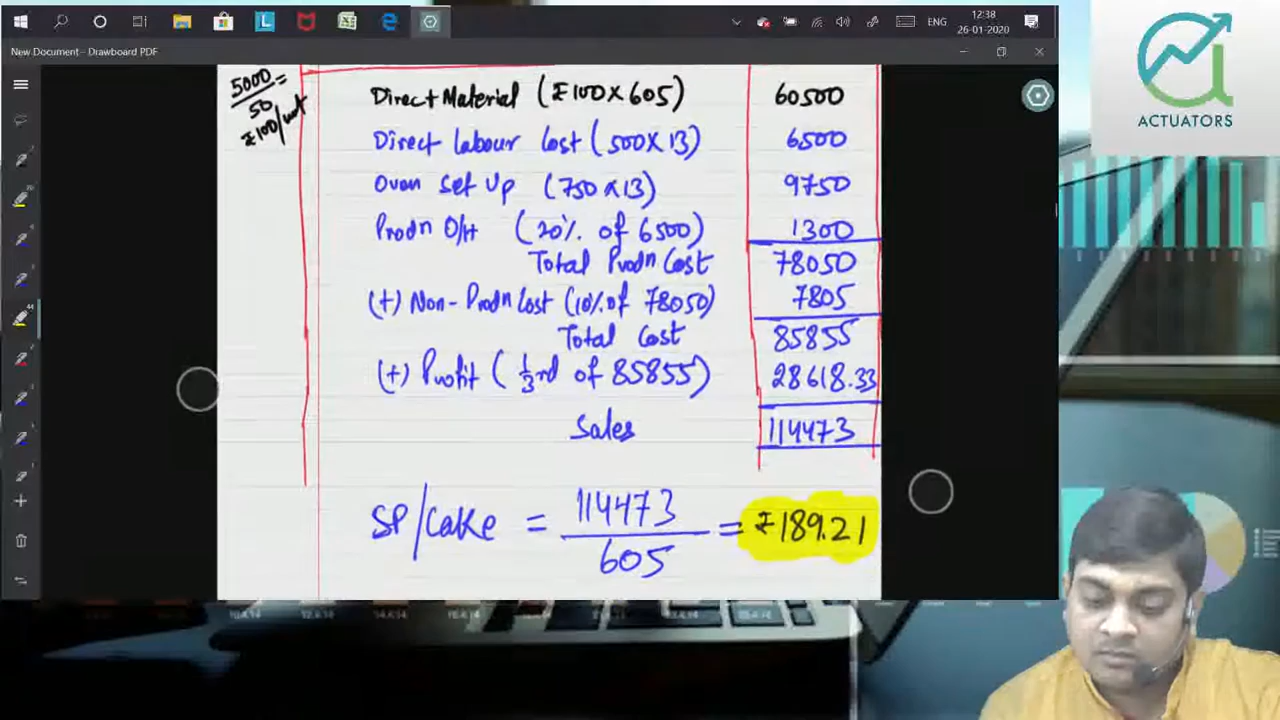 ENG
12:38
26-01-2020
New Document - Drawboard PDF
ACTUATORS
5000 =
50
₹100/unit
Direct Material (₹100 x 605) 60500
Direct labour Cost (500 x 13) 6500
Oven set Up (750 x 13) 9750
Prodn O/H (20% of 6500) 1300
Total Prodn Cost 78050
(+) Non-Prodn Cost (10% of 78050) 7805
Total Cost 85855
(+) Profit (1/3rd of 85855) 28618.33
Sales 114473
SP/Cake = 114473 = ₹189.21
605